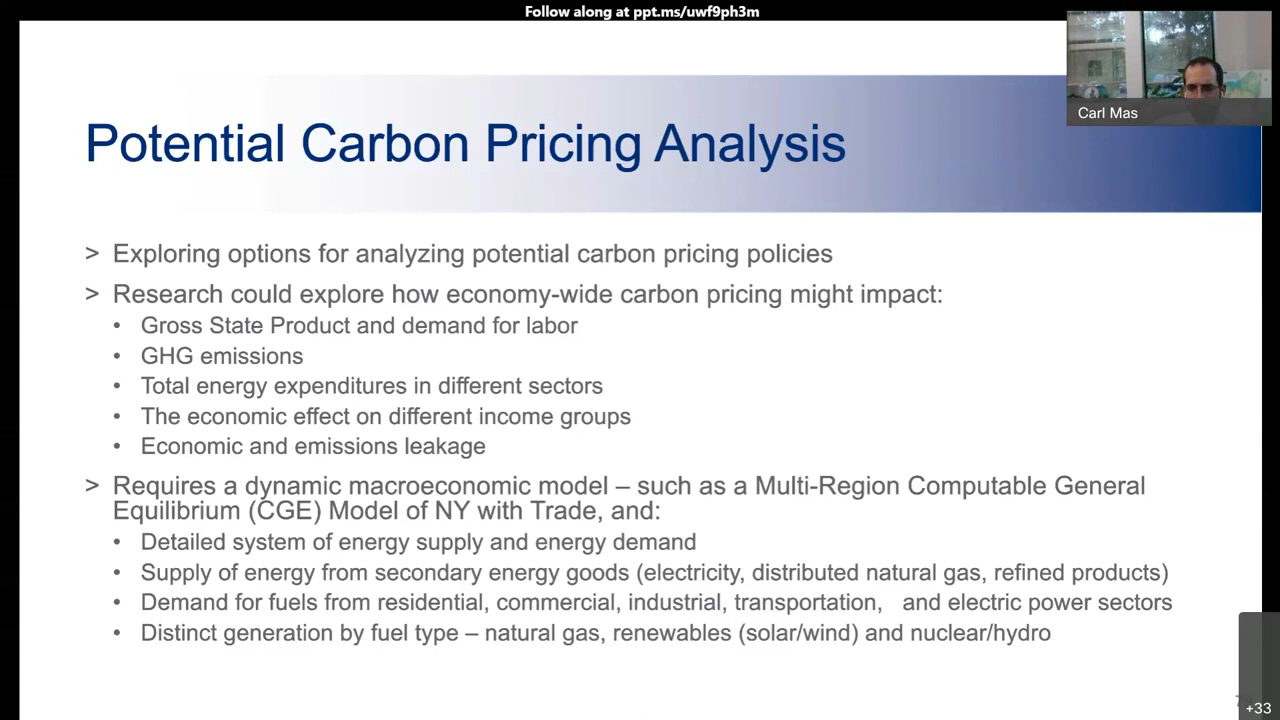 Follow along at ppt.ms/uwf9ph3m
Carl Mas
Potential Carbon Pricing Analysis
> Exploring options for analyzing potential carbon pricing policies
> Research could explore how economy-wide carbon pricing might impact:
• Gross State Product and demand for labor
• GHG emissions
• Total energy expenditures in different sectors
• The economic effect on different income groups
• Economic and emissions leakage
> Requires a dynamic macroeconomic model – such as a Multi-Region Computable General
Equilibrium (CGE) Model of NY with Trade, and:
• Detailed system of energy supply and energy demand
• Supply of energy from secondary energy goods (electricity, distributed natural gas, refined products)
• Demand for fuels from residential, commercial, industrial, transportation, and electric power sectors
• Distinct generation by fuel type – natural gas, renewables (solar/wind) and nuclear/hydro
+33